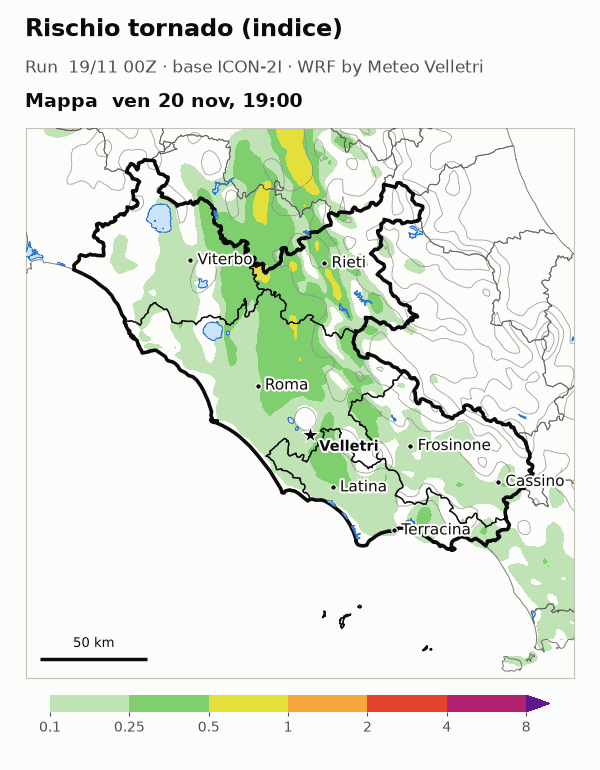 Rischio tornado (indice)
Run 19/11 00Z · base ICON-2I · WRF by Meteo Velletri
Mappa ven 20 nov, 19:00
Viterbo
Rieti
Roma
Velletri
Frosinone
Latina
Cassino
Terracina
50 km
0.1 0.25 0.5 1 2 4 8